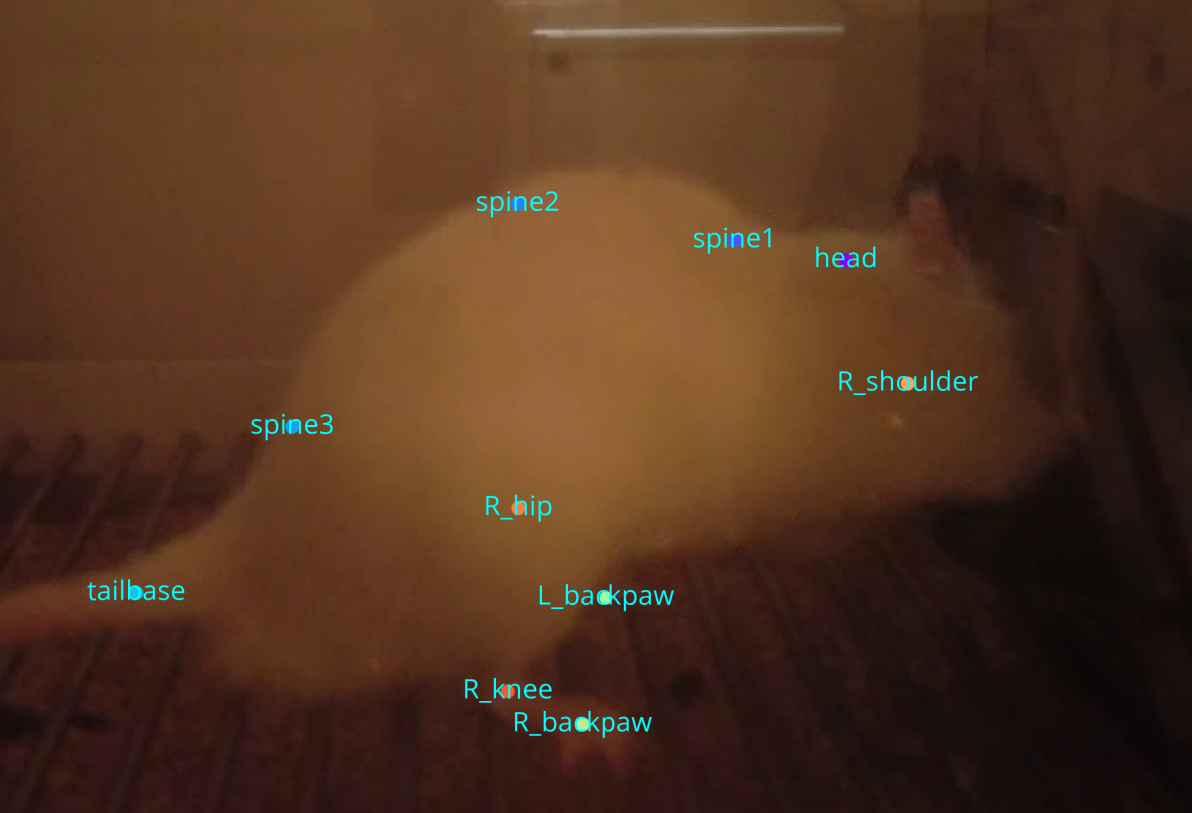 spine2
spine1
head
R_shoulder
spine3
R_hip
tailbase
L_backpaw
R_knee
R_backpaw